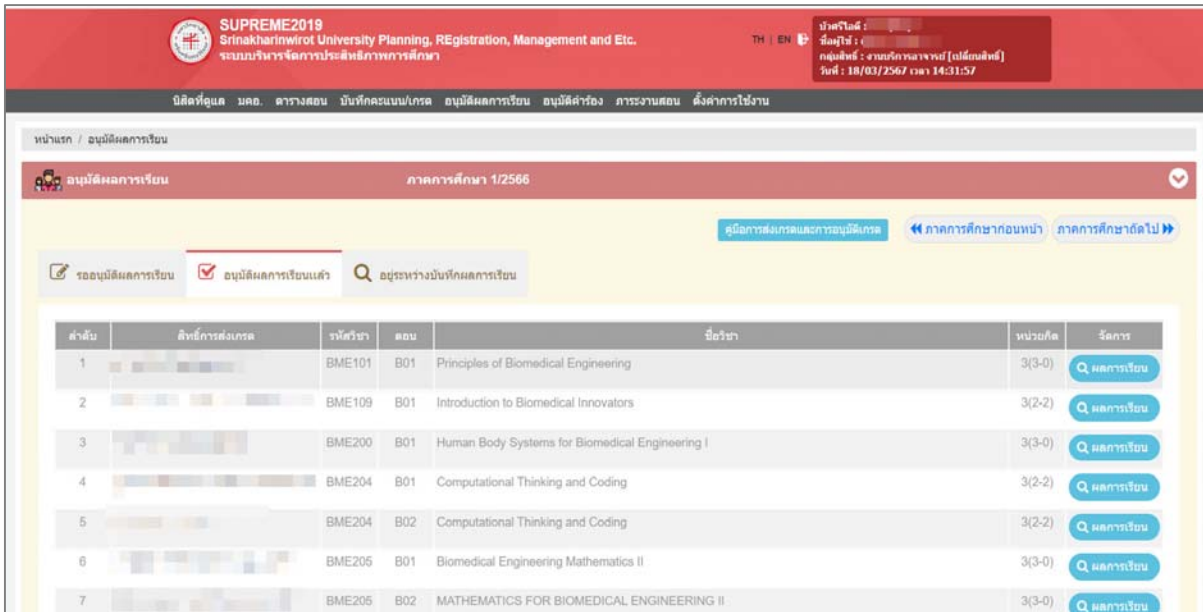 SUPREME2019
Srinakharinwirot University Planning, REgistration, Management and Etc.
ระบบบริหารจัดการประสิทธิภาพการศึกษา
TH | EN
บัวศรีไอดี :
ชื่อผู้ใช้ :
กลุ่มสิทธิ์ : งานบริการอาจารย์ [เปลี่ยนสิทธิ์]
วันที่ : 18/03/2567 เวลา 14:31:57
นิสิตที่ดูแล มคอ. ตารางสอน บันทึกคะแนน/เกรด อนุมัติผลการเรียน อนุมัติคำร้อง ภาระงานสอน ตั้งค่าการใช้งาน
หน้าแรก / อนุมัติผลการเรียน
อนุมัติผลการเรียน ภาคการศึกษา 1/2566
คู่มือการส่งเกรดและการอนุมัติเกรด ภาคการศึกษาก่อนหน้า ภาคการศึกษาถัดไป
รออนุมัติผลการเรียน อนุมัติผลการเรียนแล้ว อยู่ระหว่างบันทึกผลการเรียน
ลำดับ สิทธิ์การส่งเกรด รหัสวิชา ตอน ชื่อวิชา หน่วยกิต จัดการ
1 BME101 B01 Principles of Biomedical Engineering 3(3-0) ผลการเรียน
2 BME109 B01 Introduction to Biomedical Innovators 3(2-2) ผลการเรียน
3 BME200 B01 Human Body Systems for Biomedical Engineering I 3(3-0) ผลการเรียน
4 BME204 B01 Computational Thinking and Coding 3(2-2) ผลการเรียน
5 BME204 B02 Computational Thinking and Coding 3(2-2) ผลการเรียน
6 BME205 B01 Biomedical Engineering Mathematics II 3(3-0) ผลการเรียน
7 BME205 B02 MATHEMATICS FOR BIOMEDICAL ENGINEERING II 3(3-0) ผลการเรียน